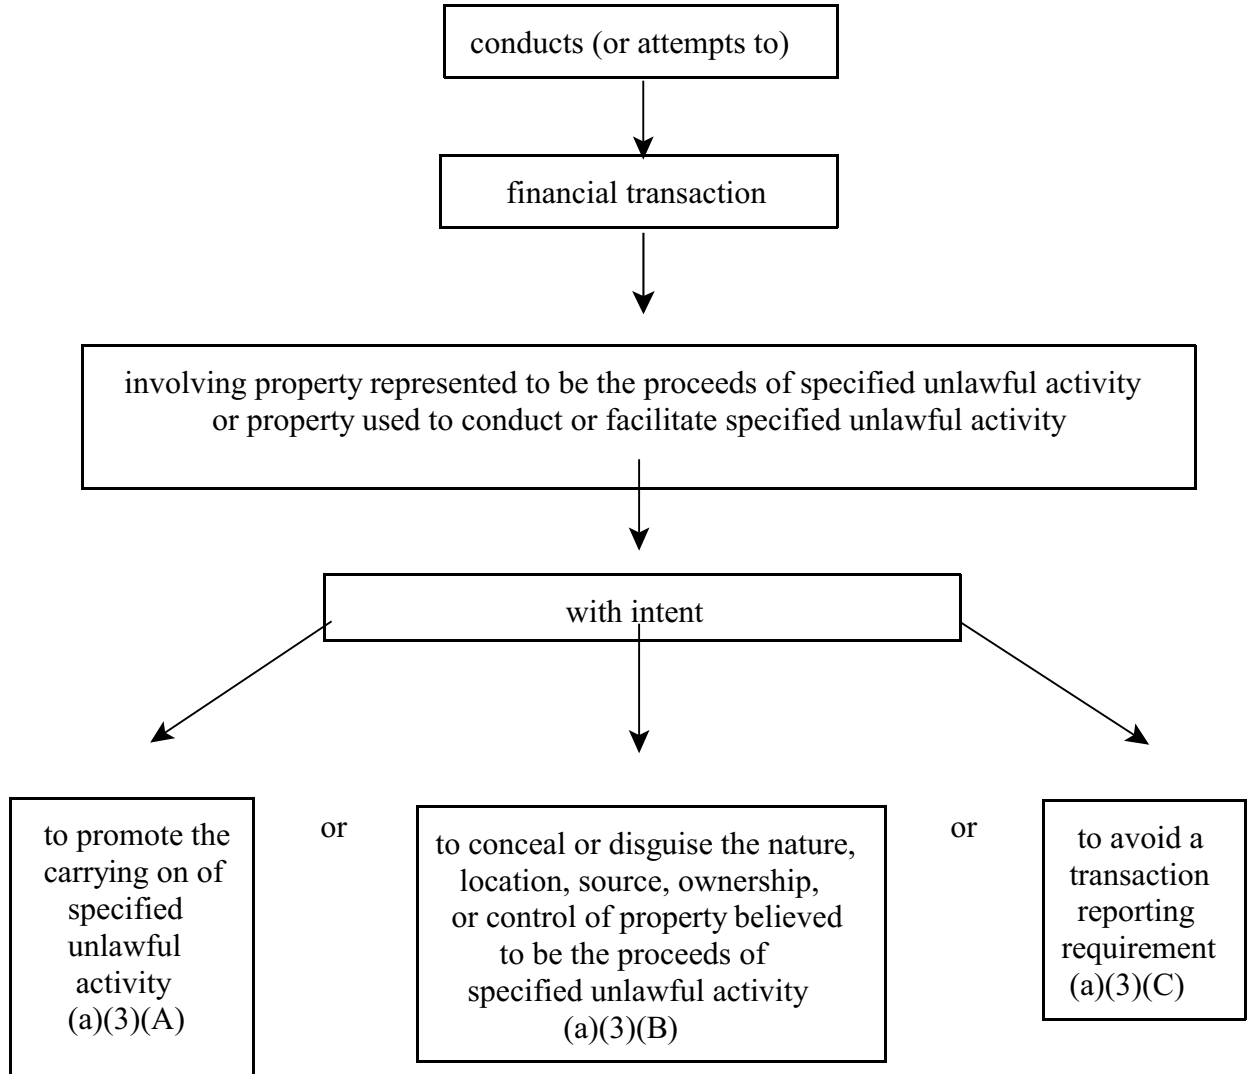 conducts (or attempts to)
financial transaction
involving property represented to be the proceeds of specified unlawful activity
or property used to conduct or facilitate specified unlawful activity
with intent
to promote the
carrying on of
specified
unlawful
activity
(a)(3)(A)
or
to conceal or disguise the nature,
location, source, ownership,
or control of property believed
to be the proceeds of
specified unlawful activity
(a)(3)(B)
or
to avoid a
transaction
reporting
requirement
(a)(3)(C)